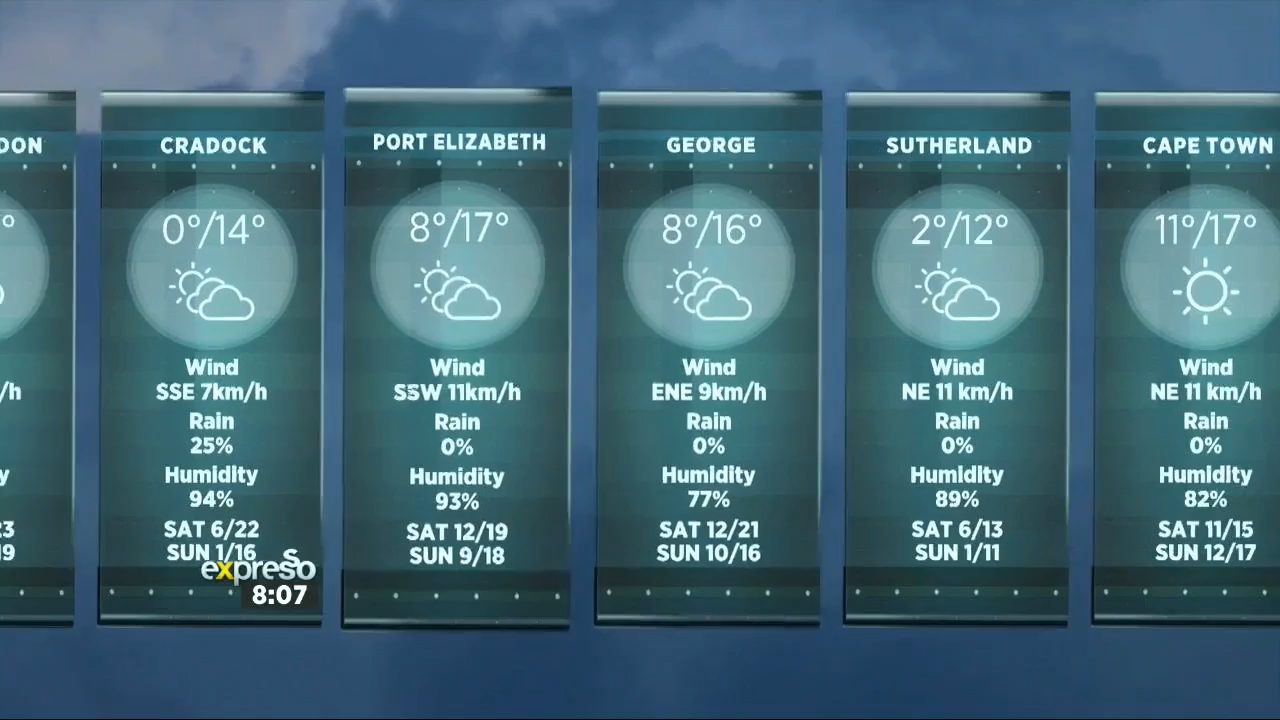 DON
°
/h
y
23
19
CRADOCK
0°/14°
Wind
SSE 7km/h
Rain
25%
Humidity
94%
SAT 6/22
SUN 1/16
PORT ELIZABETH
8°/17°
Wind
SSW 11km/h
Rain
0%
Humidity
93%
SAT 12/19
SUN 9/18
GEORGE
8°/16°
Wind
ENE 9km/h
Rain
0%
Humidity
77%
SAT 12/21
SUN 10/16
SUTHERLAND
2°/12°
Wind
NE 11 km/h
Rain
0%
Humidity
89%
SAT 6/13
SUN 1/11
CAPE TOWN
11°/17°
Wind
NE 11 km/h
Rain
0%
Humidity
82%
SAT 11/15
SUN 12/17
expresso
8:07